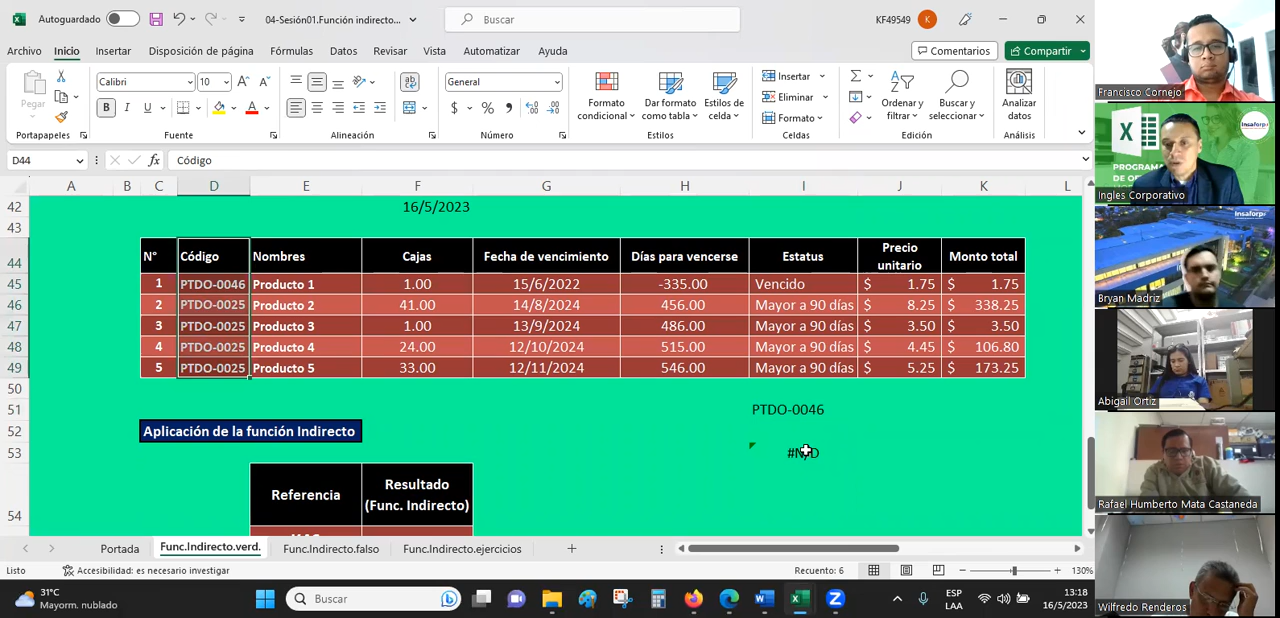 Autoguardado 04-Sesión01.Función indirecto... Buscar KF49549 K
Archivo Inicio Insertar Disposición de página Fórmulas Datos Revisar Vista Automatizar Ayuda Comentarios Compartir
Pegar Calibri 10 General Insertar Eliminar Formato
N K S $ % 000
Formato condicional Dar formato como tabla Estilos de celda Ordenar y filtrar Buscar y seleccionar Analizar datos
Portapapeles Fuente Alineación Número Estilos Celdas Edición Análisis
D44 fx Código
A B C D E F G H I J K L
42 16/5/2023
43
44 N° Código Nombres Cajas Fecha de vencimiento Días para vencerse Estatus Precio unitario Monto total
45 1 PTDO-0046 Producto 1 1.00 15/6/2022 -335.00 Vencido $ 1.75 $ 1.75
46 2 PTDO-0025 Producto 2 41.00 14/8/2024 456.00 Mayor a 90 días $ 8.25 $ 338.25
47 3 PTDO-0025 Producto 3 1.00 13/9/2024 486.00 Mayor a 90 días $ 3.50 $ 3.50
48 4 PTDO-0025 Producto 4 24.00 12/10/2024 515.00 Mayor a 90 días $ 4.45 $ 106.80
49 5 PTDO-0025 Producto 5 33.00 12/11/2024 546.00 Mayor a 90 días $ 5.25 $ 173.25
50
51 PTDO-0046
52 Aplicación de la función Indirecto
53 #N/D
54 Referencia Resultado (Func. Indirecto)
Portada Func.Indirecto.verd. Func.Indirecto.falso Func.Indirecto.ejercicios
Listo Accesibilidad: es necesario investigar Recuento: 6 130%
31°C
Mayorm. nublado
Buscar
ESP
LAA
13:18
16/5/2023
Francisco Cornejo
Insaforp
PROGRAMA
DE OF
Ingles Corporativo
Insaforp
Bryan Madriz
Abigail Ortiz
Rafael Humberto Mata Castaneda
Wilfredo Renderos